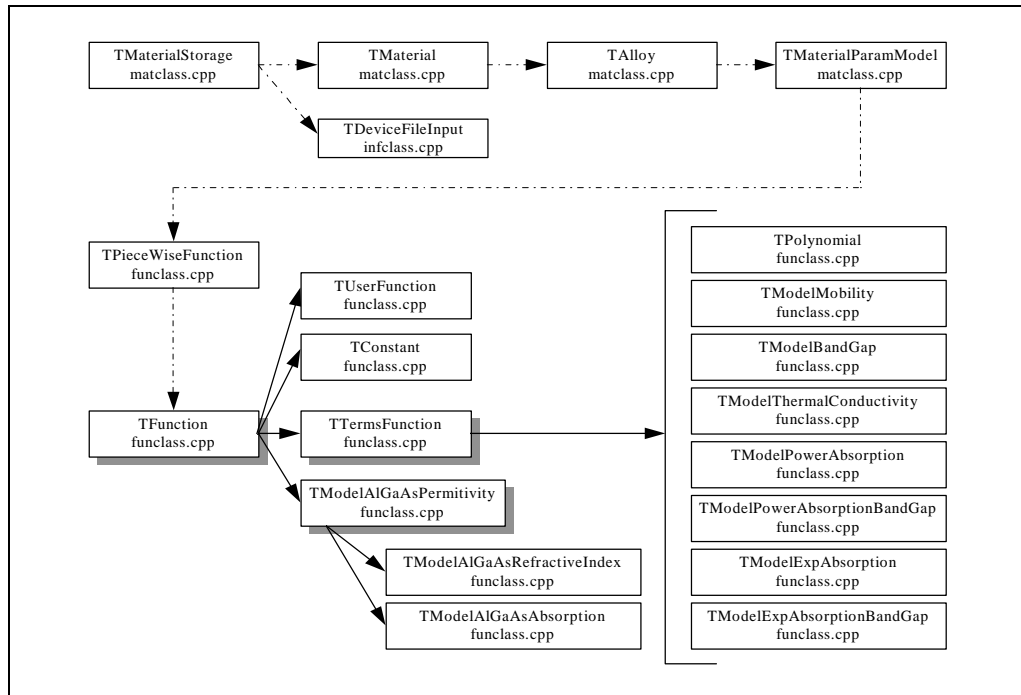 TMaterialStorage
matclass.cpp
TMaterial
matclass.cpp
TAlloy
matclass.cpp
TMaterialParamModel
matclass.cpp
TDeviceFileInput
infclass.cpp
TPieceWiseFunction
funclass.cpp
TUserFunction
funclass.cpp
TConstant
funclass.cpp
TFunction
funclass.cpp
TTermsFunction
funclass.cpp
TModelAlGaAsPermitivity
funclass.cpp
TModelAlGaAsRefractiveIndex
funclass.cpp
TModelAlGaAsAbsorption
funclass.cpp
TPolynomial
funclass.cpp
TModelMobility
funclass.cpp
TModelBandGap
funclass.cpp
TModelThermalConductivity
funclass.cpp
TModelPowerAbsorption
funclass.cpp
TModelPowerAbsorptionBandGap
funclass.cpp
TModelExpAbsorption
funclass.cpp
TModelExpAbsorptionBandGap
funclass.cpp